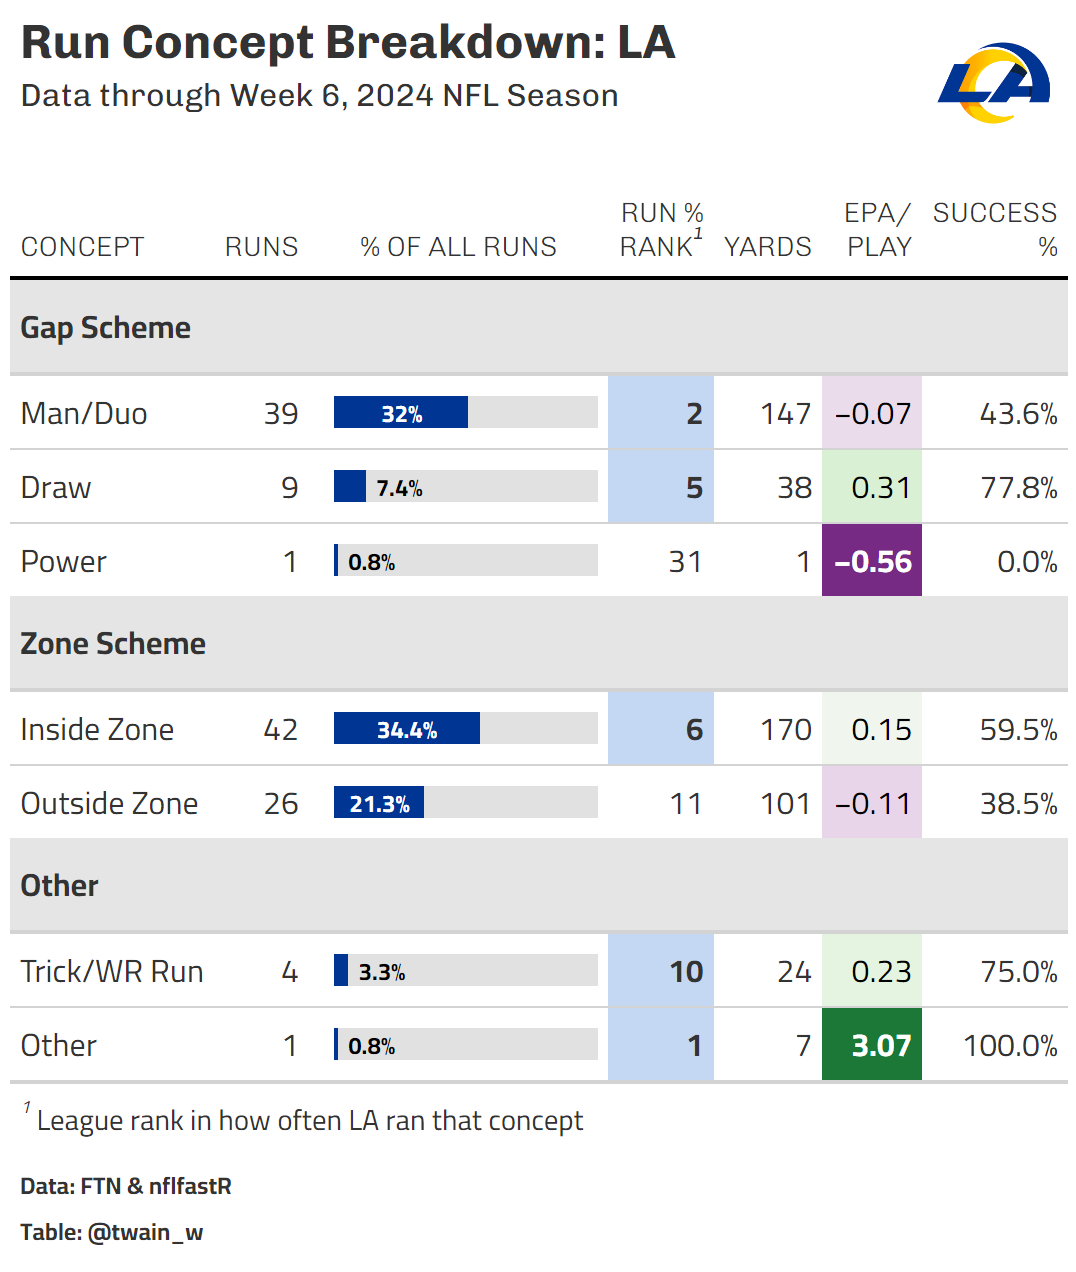 Run Concept Breakdown: LA
Data through Week 6, 2024 NFL Season
LA
CONCEPT RUNS % OF ALL RUNS RUN % RANK1 YARDS EPA/ PLAY SUCCESS %
Gap Scheme
Man/Duo 39 32% 2 147 −0.07 43.6%
Draw 9 7.4% 5 38 0.31 77.8%
Power 1 0.8% 31 1 −0.56 0.0%
Zone Scheme
Inside Zone 42 34.4% 6 170 0.15 59.5%
Outside Zone 26 21.3% 11 101 −0.11 38.5%
Other
Trick/WR Run 4 3.3% 10 24 0.23 75.0%
Other 1 0.8% 1 7 3.07 100.0%
1 League rank in how often LA ran that concept
Data: FTN & nflfastR
Table: @twain_w